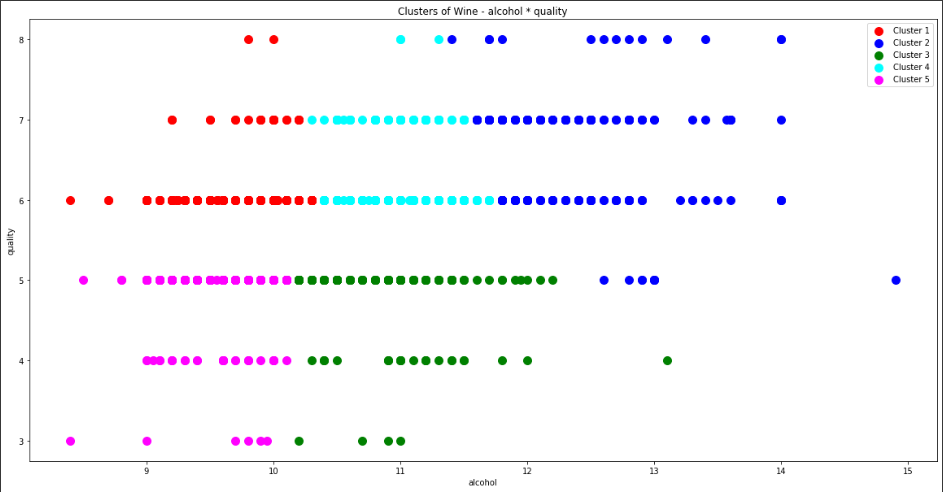 Clusters of Wine - alcohol * quality
Cluster 1
Cluster 2
Cluster 3
Cluster 4
Cluster 5
8
7
6
5
4
3
quality
9 10 11 12 13 14 15
alcohol